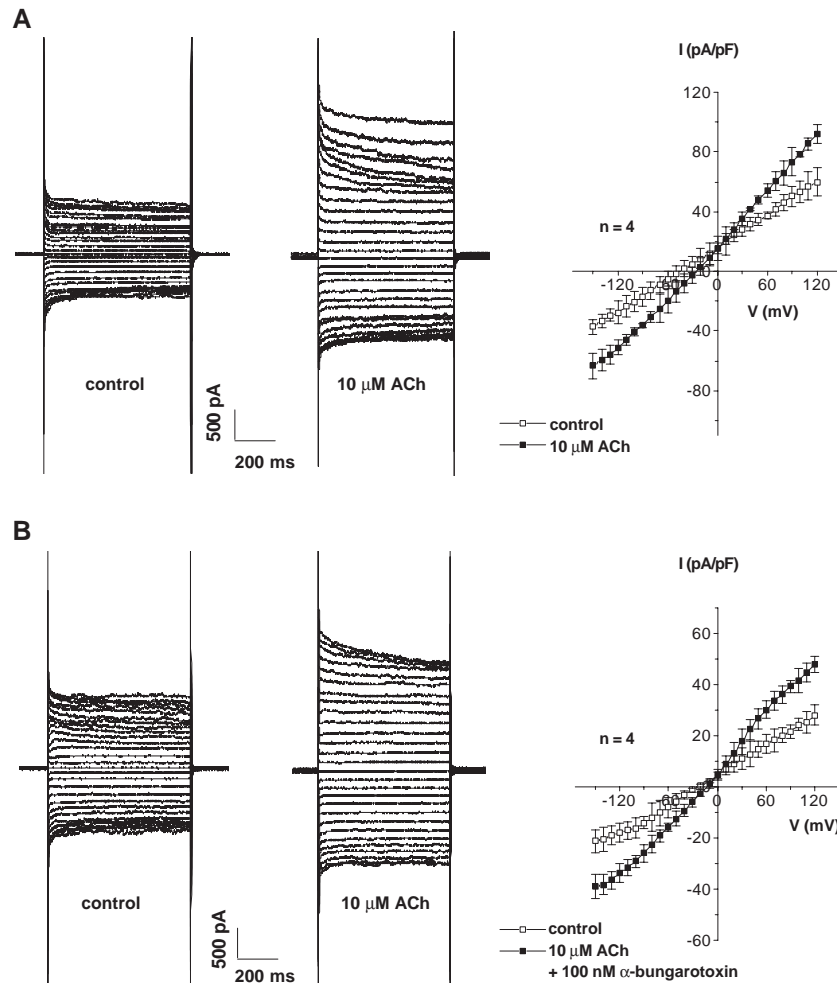 A
I (pA/pF)
120
80
40
n = 4
-120
-60
0
60
120
V (mV)
-40
-80
control
10 μM ACh
500 pA
200 ms
control
10 μM ACh
B
I (pA/pF)
60
40
20
n = 4
-120
-60
0
60
120
V (mV)
-20
-40
-60
control
10 μM ACh
500 pA
200 ms
control
10 μM ACh
+ 100 nM α-bungarotoxin